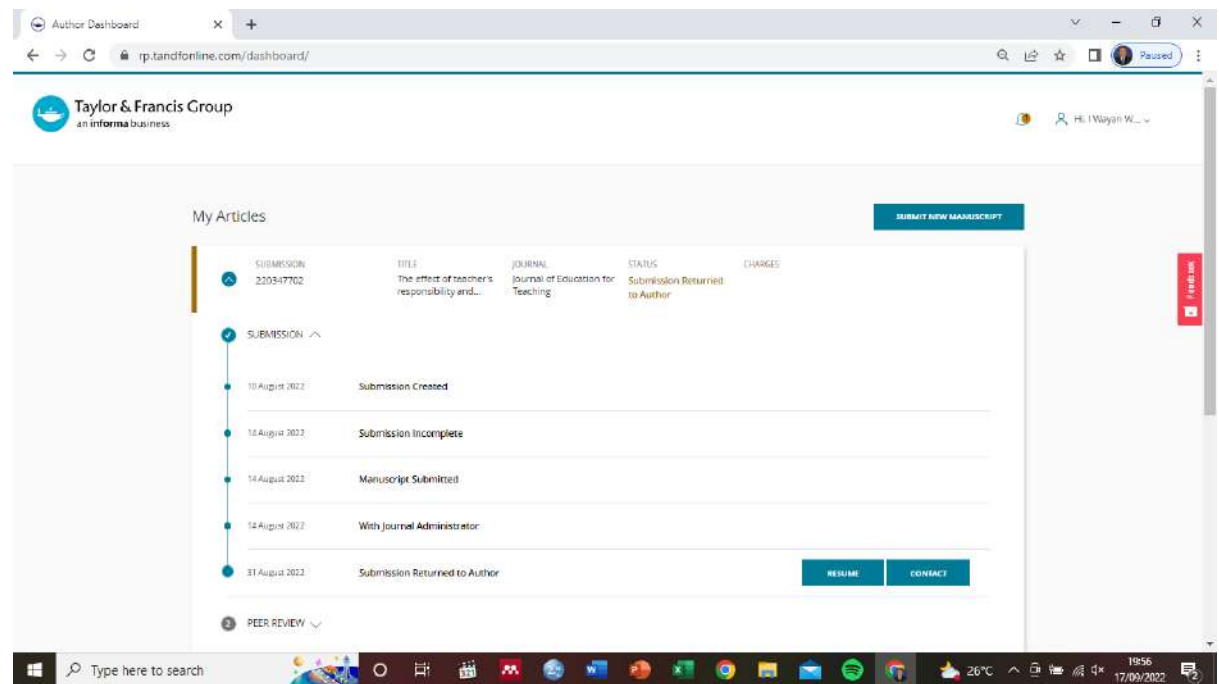 Author Dashboard
rp.tandfonline.com/dashboard/
Paused
Taylor & Francis Group
an informa business
Hi, I Wayan W...
My Articles
SUBMIT NEW MANUSCRIPT
SUBMISSION TITLE JOURNAL STATUS CHARGES
220347702 The effect of teacher's Journal of Education for Submission Returned
responsibility and... Teaching to Author
Feedback
SUBMISSION
10 August 2022 Submission Created
Submission Incomplete
14 August 2022 Manuscript Submitted
14 August 2022 With Journal Administrator
31 August 2022 Submission Returned to Author RESUME CONTACT
2 PEER REVIEW
Type here to search
26°C
19:56
17/09/2022
2